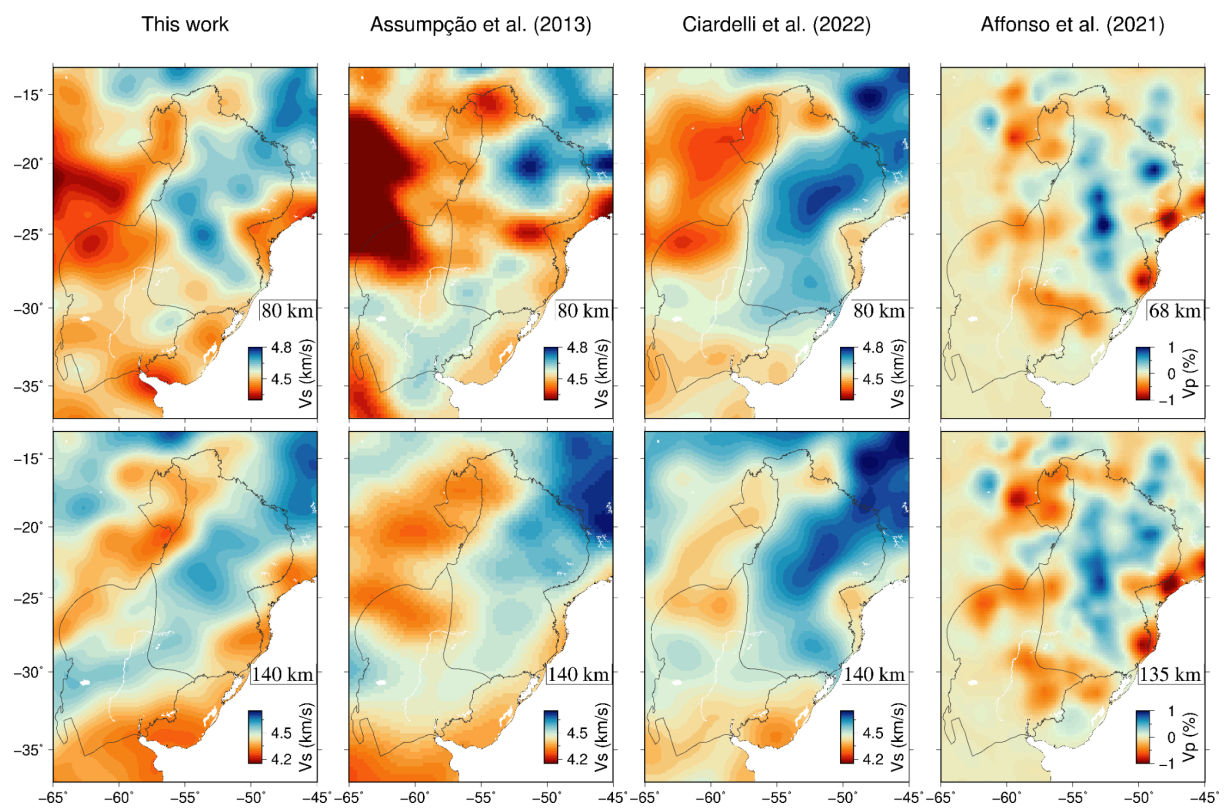 This work
Assumpção et al. (2013)
Ciardelli et al. (2022)
Affonso et al. (2021)
−15°
−20°
−25°
−30°
−35°
80 km
4.8
4.5
Vs (km/s)
80 km
4.8
4.5
Vs (km/s)
80 km
4.8
4.5
Vs (km/s)
68 km
1
0
−1
Vp (%)
−15°
−20°
−25°
−30°
−35°
140 km
4.5
4.2
Vs (km/s)
140 km
4.5
4.2
Vs (km/s)
140 km
4.5
4.2
Vs (km/s)
135 km
1
0
−1
Vp (%)
−65 −60 −55 −50 −45 −65 −60 −55 −50 −45 −65 −60 −55 −50 −45 −65 −60 −55 −50 −45